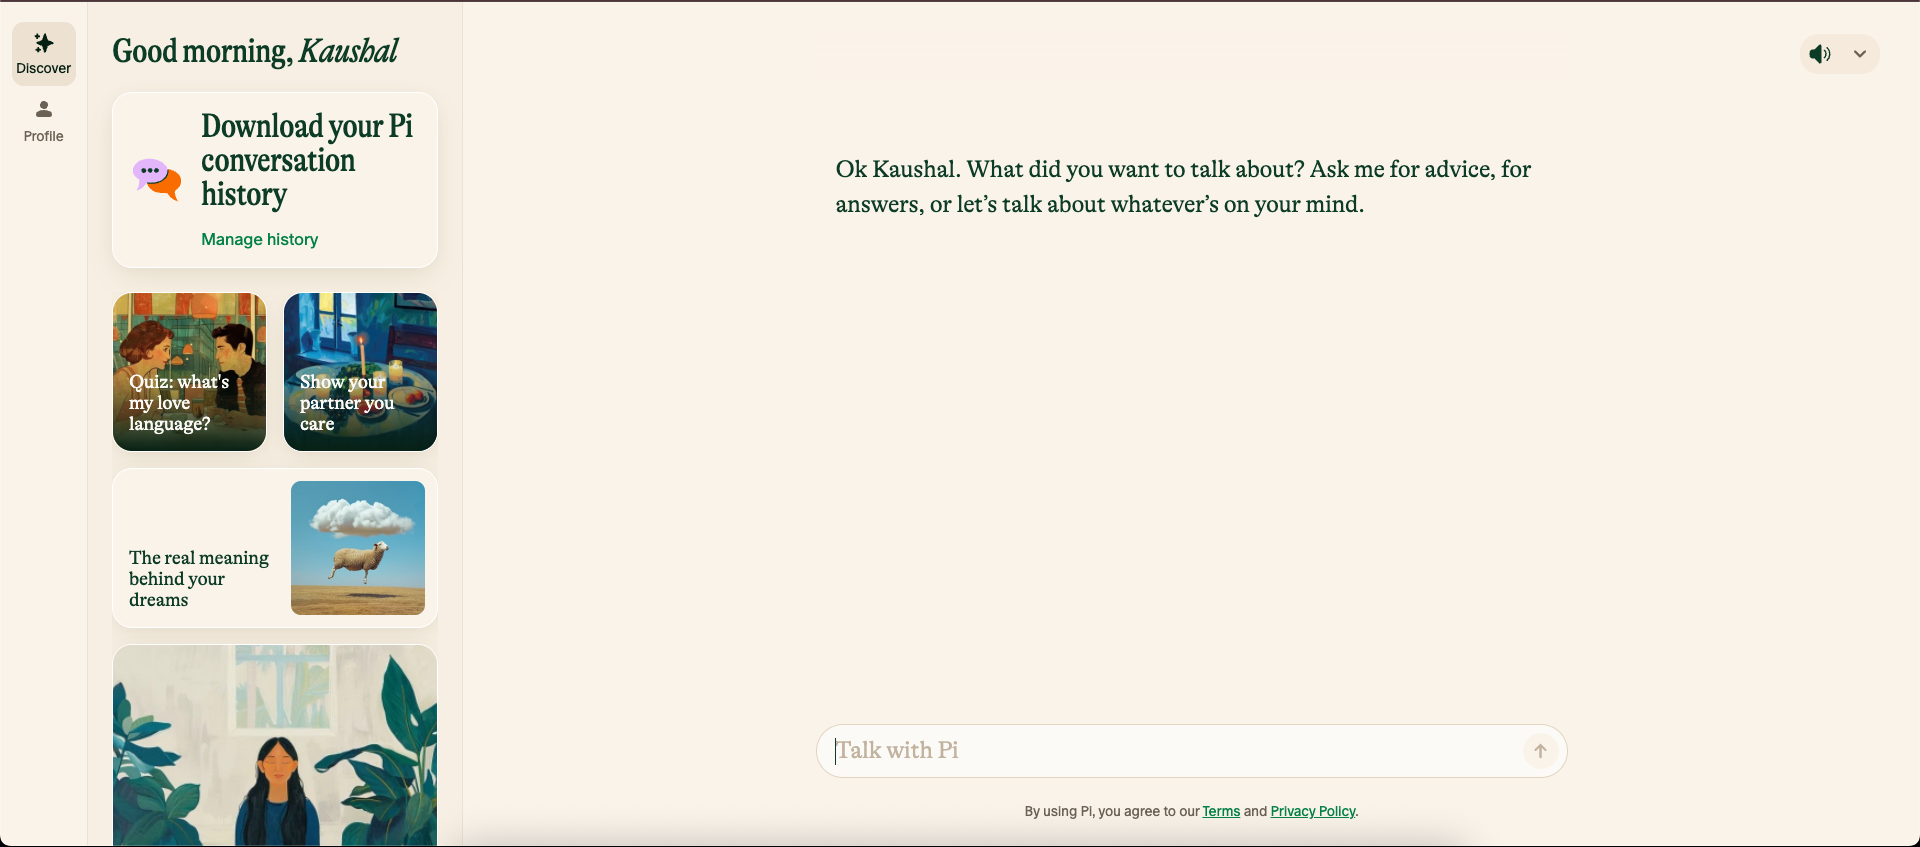 Discover
Profile
Good morning, Kaushal
Download your Pi
conversation
history
Manage history
Quiz: what's
my love
language?
Show your
partner you
care
The real meaning
behind your
dreams
Ok Kaushal. What did you want to talk about? Ask me for advice, for
answers, or let’s talk about whatever’s on your mind.
Talk with Pi
By using Pi, you agree to our Terms and Privacy Policy.